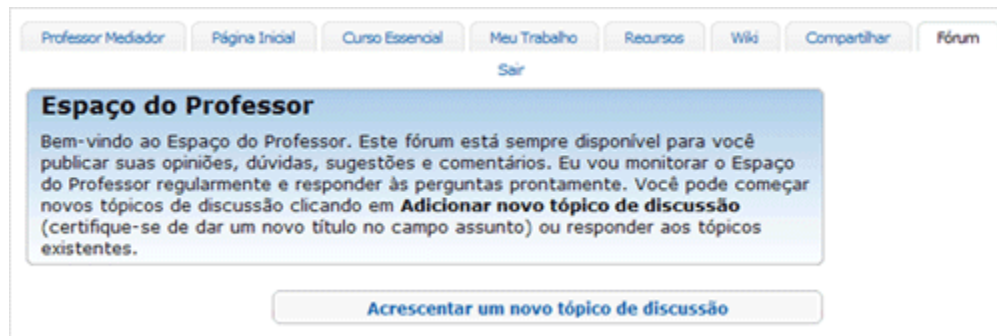 Professor Mediador Página Inicial Curso Essencial Meu Trabalho Recursos Wiki Compartilhar Fórum
Sair
Espaço do Professor
Bem-vindo ao Espaço do Professor. Este fórum está sempre disponível para você
publicar suas opiniões, dúvidas, sugestões e comentários. Eu vou monitorar o Espaço
do Professor regularmente e responder às perguntas prontamente. Você pode começar
novos tópicos de discussão clicando em Adicionar novo tópico de discussão
(certifique-se de dar um novo título no campo assunto) ou responder aos tópicos
existentes.
Acrescentar um novo tópico de discussão